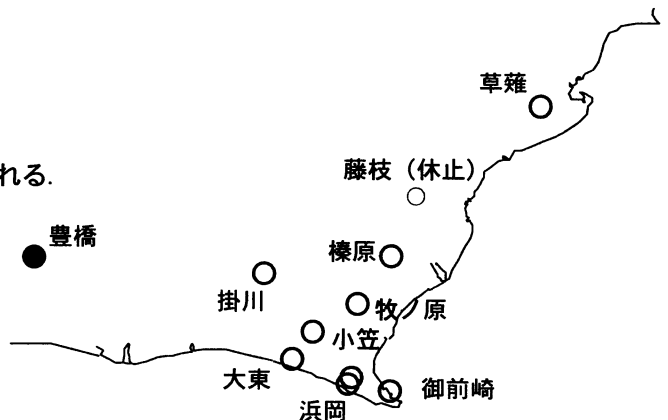 草薙
藤枝（休止）
れる.
豊橋
榛原
掛川
牧ノ原
小笠
大東
御前崎
浜岡